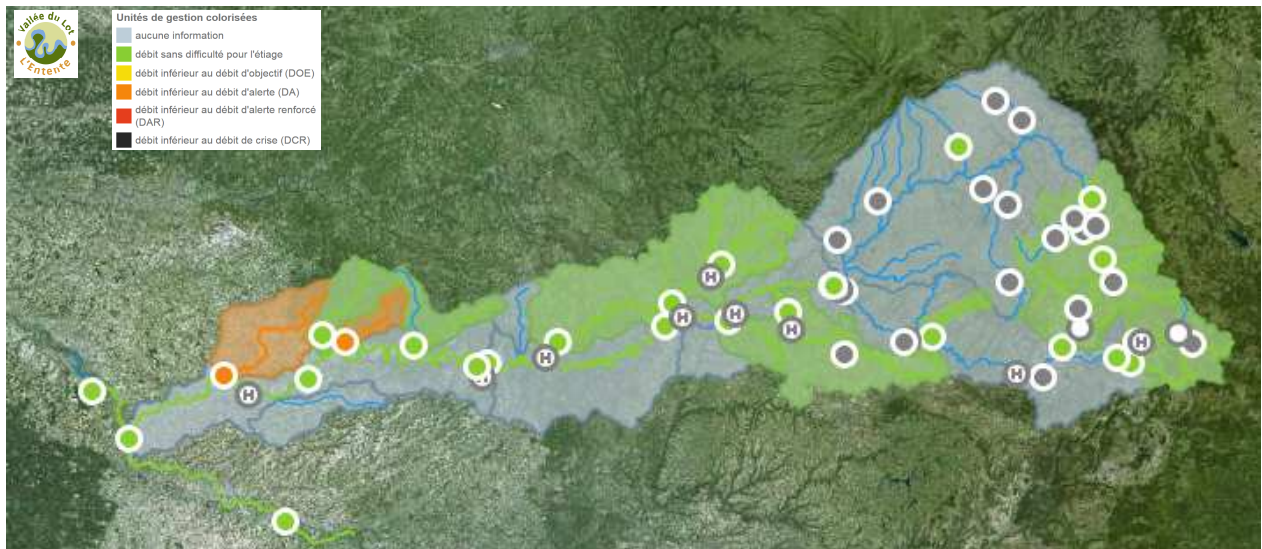 Vallée du Lot
L'Entente
Unités de gestion colorisées
aucune information
débit sans difficulté pour l'étiage
débit inférieur au débit d'objectif (DOE)
débit inférieur au débit d'alerte (DA)
débit inférieur au débit d'alerte renforcé
(DAR)
débit inférieur au débit de crise (DCR)
H
H
H
H
H
H
H
H
H